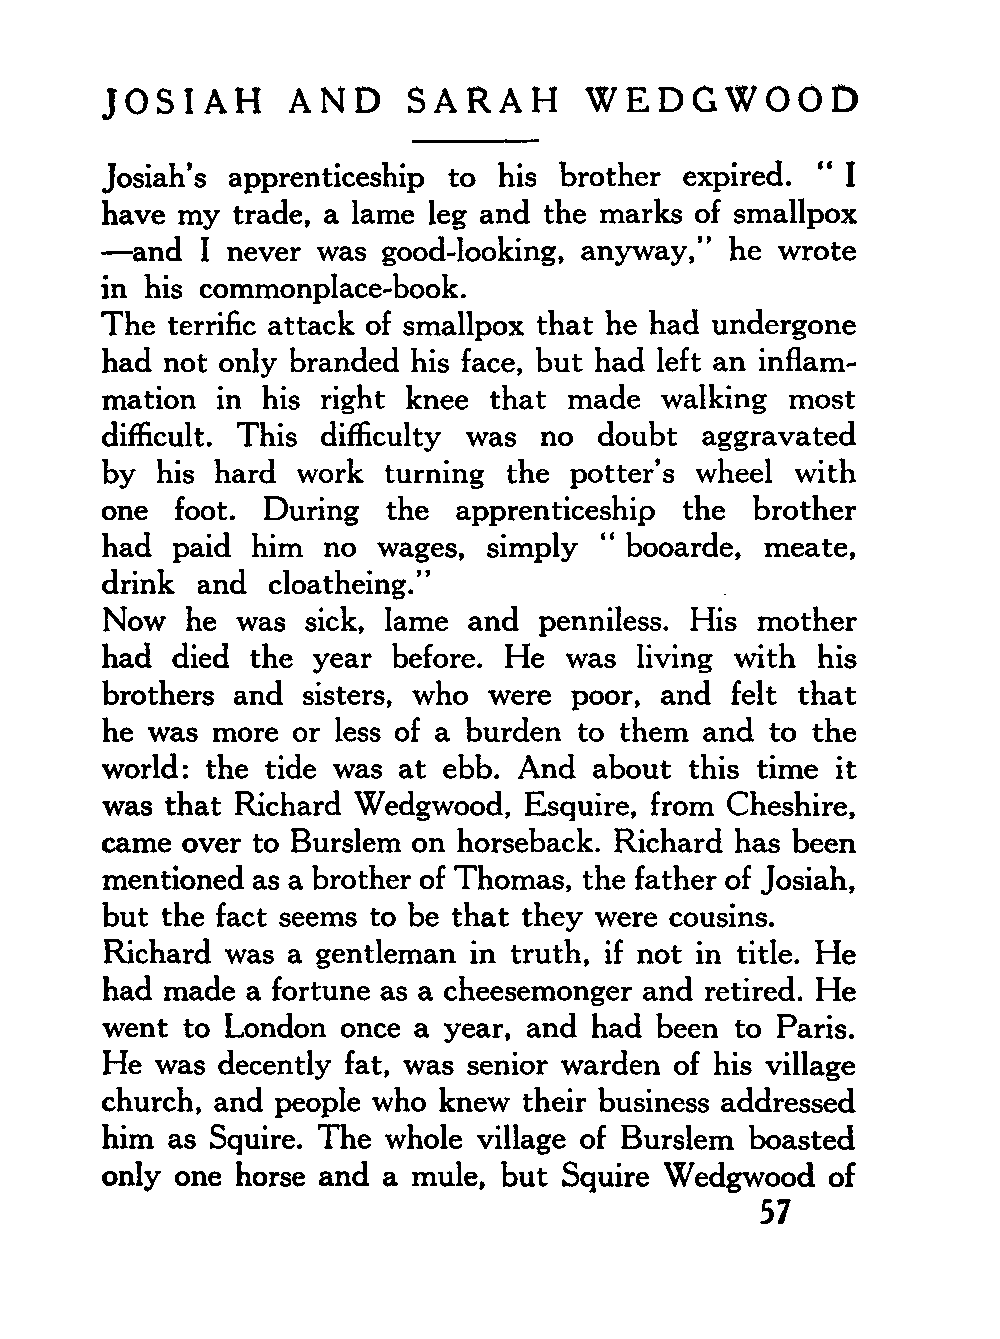 JOSIAH AND SARAH WEDGWOOD
Josiah's apprenticeship to his brother expired. " I
have my trade, a lame leg and the marks of smallpox
—and I never was good-looking, anyway," he wrote
in his commonplace-book.
The terrific attack of smallpox that he had undergone
had not only branded his face, but had left an inflam-
mation in his right knee that made walking most
difficult. This difficulty was no doubt aggravated
by his hard work turning the potter's wheel with
one foot. During the apprenticeship the brother
had paid him no wages, simply " booarde, meate,
drink and cloatheing."
Now he was sick, lame and penniless. His mother
had died the year before. He was living with his
brothers and sisters, who were poor, and felt that
he was more or less of a burden to them and to the
world: the tide was at ebb. And about this time it
was that Richard Wedgwood, Esquire, from Cheshire,
came over to Burslem on horseback. Richard has been
mentioned as a brother of Thomas, the father of Josiah,
but the fact seems to be that they were cousins.
Richard was a gentleman in truth, if not in title. He
had made a fortune as a cheesemonger and retired. He
went to London once a year, and had been to Paris.
He was decently fat, was senior warden of his village
church, and people who knew their business addressed
him as Squire. The whole village of Burslem boasted
only one horse and a mule, but Squire Wedgwood of
57